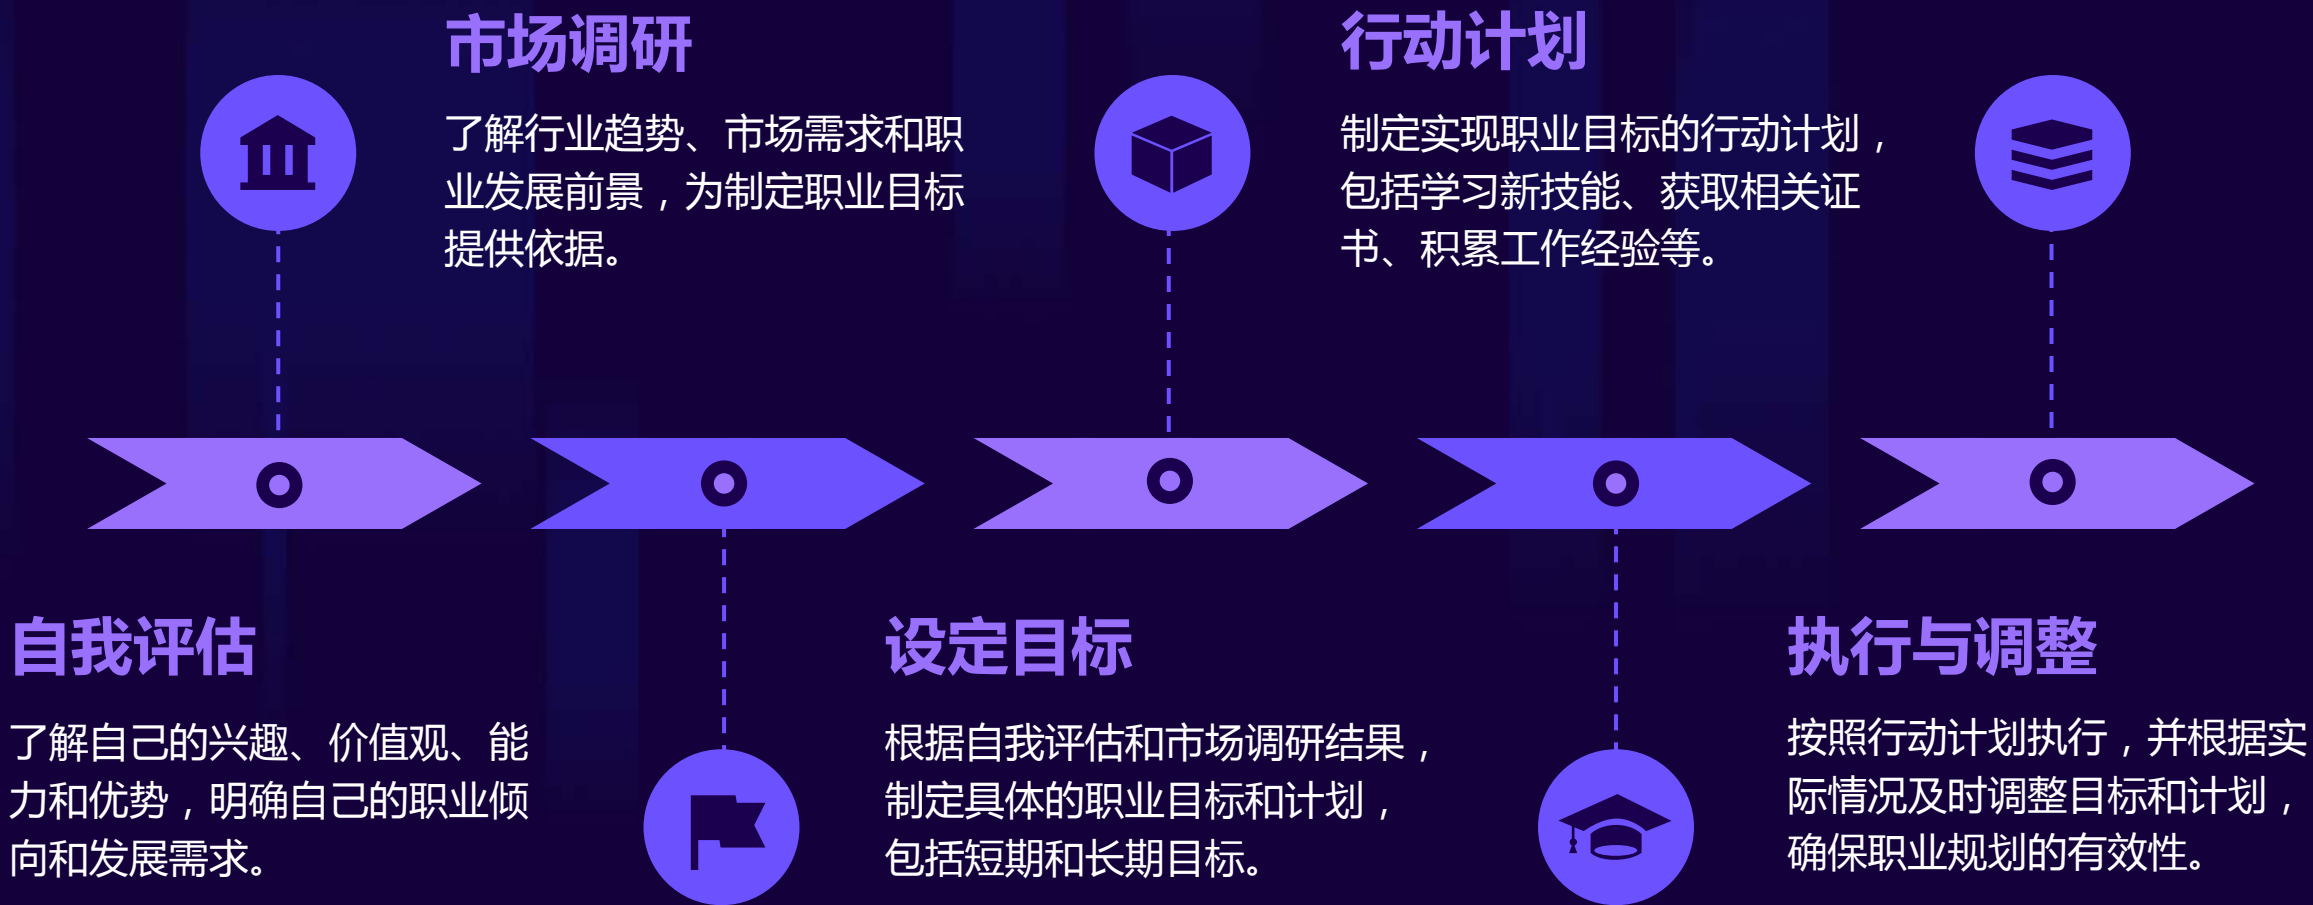 市场调研
了解行业趋势、市场需求和职
业发展前景，为制定职业目标
提供依据。
行动计划
制定实现职业目标的行动计划，
包括学习新技能、获取相关证
书、积累工作经验等。
自我评估
了解自己的兴趣、价值观、能
力和优势，明确自己的职业倾
向和发展需求。
设定目标
根据自我评估和市场调研结果，
制定具体的职业目标和计划，
包括短期和长期目标。
执行与调整
按照行动计划执行，并根据实
际情况及时调整目标和计划，
确保职业规划的有效性。